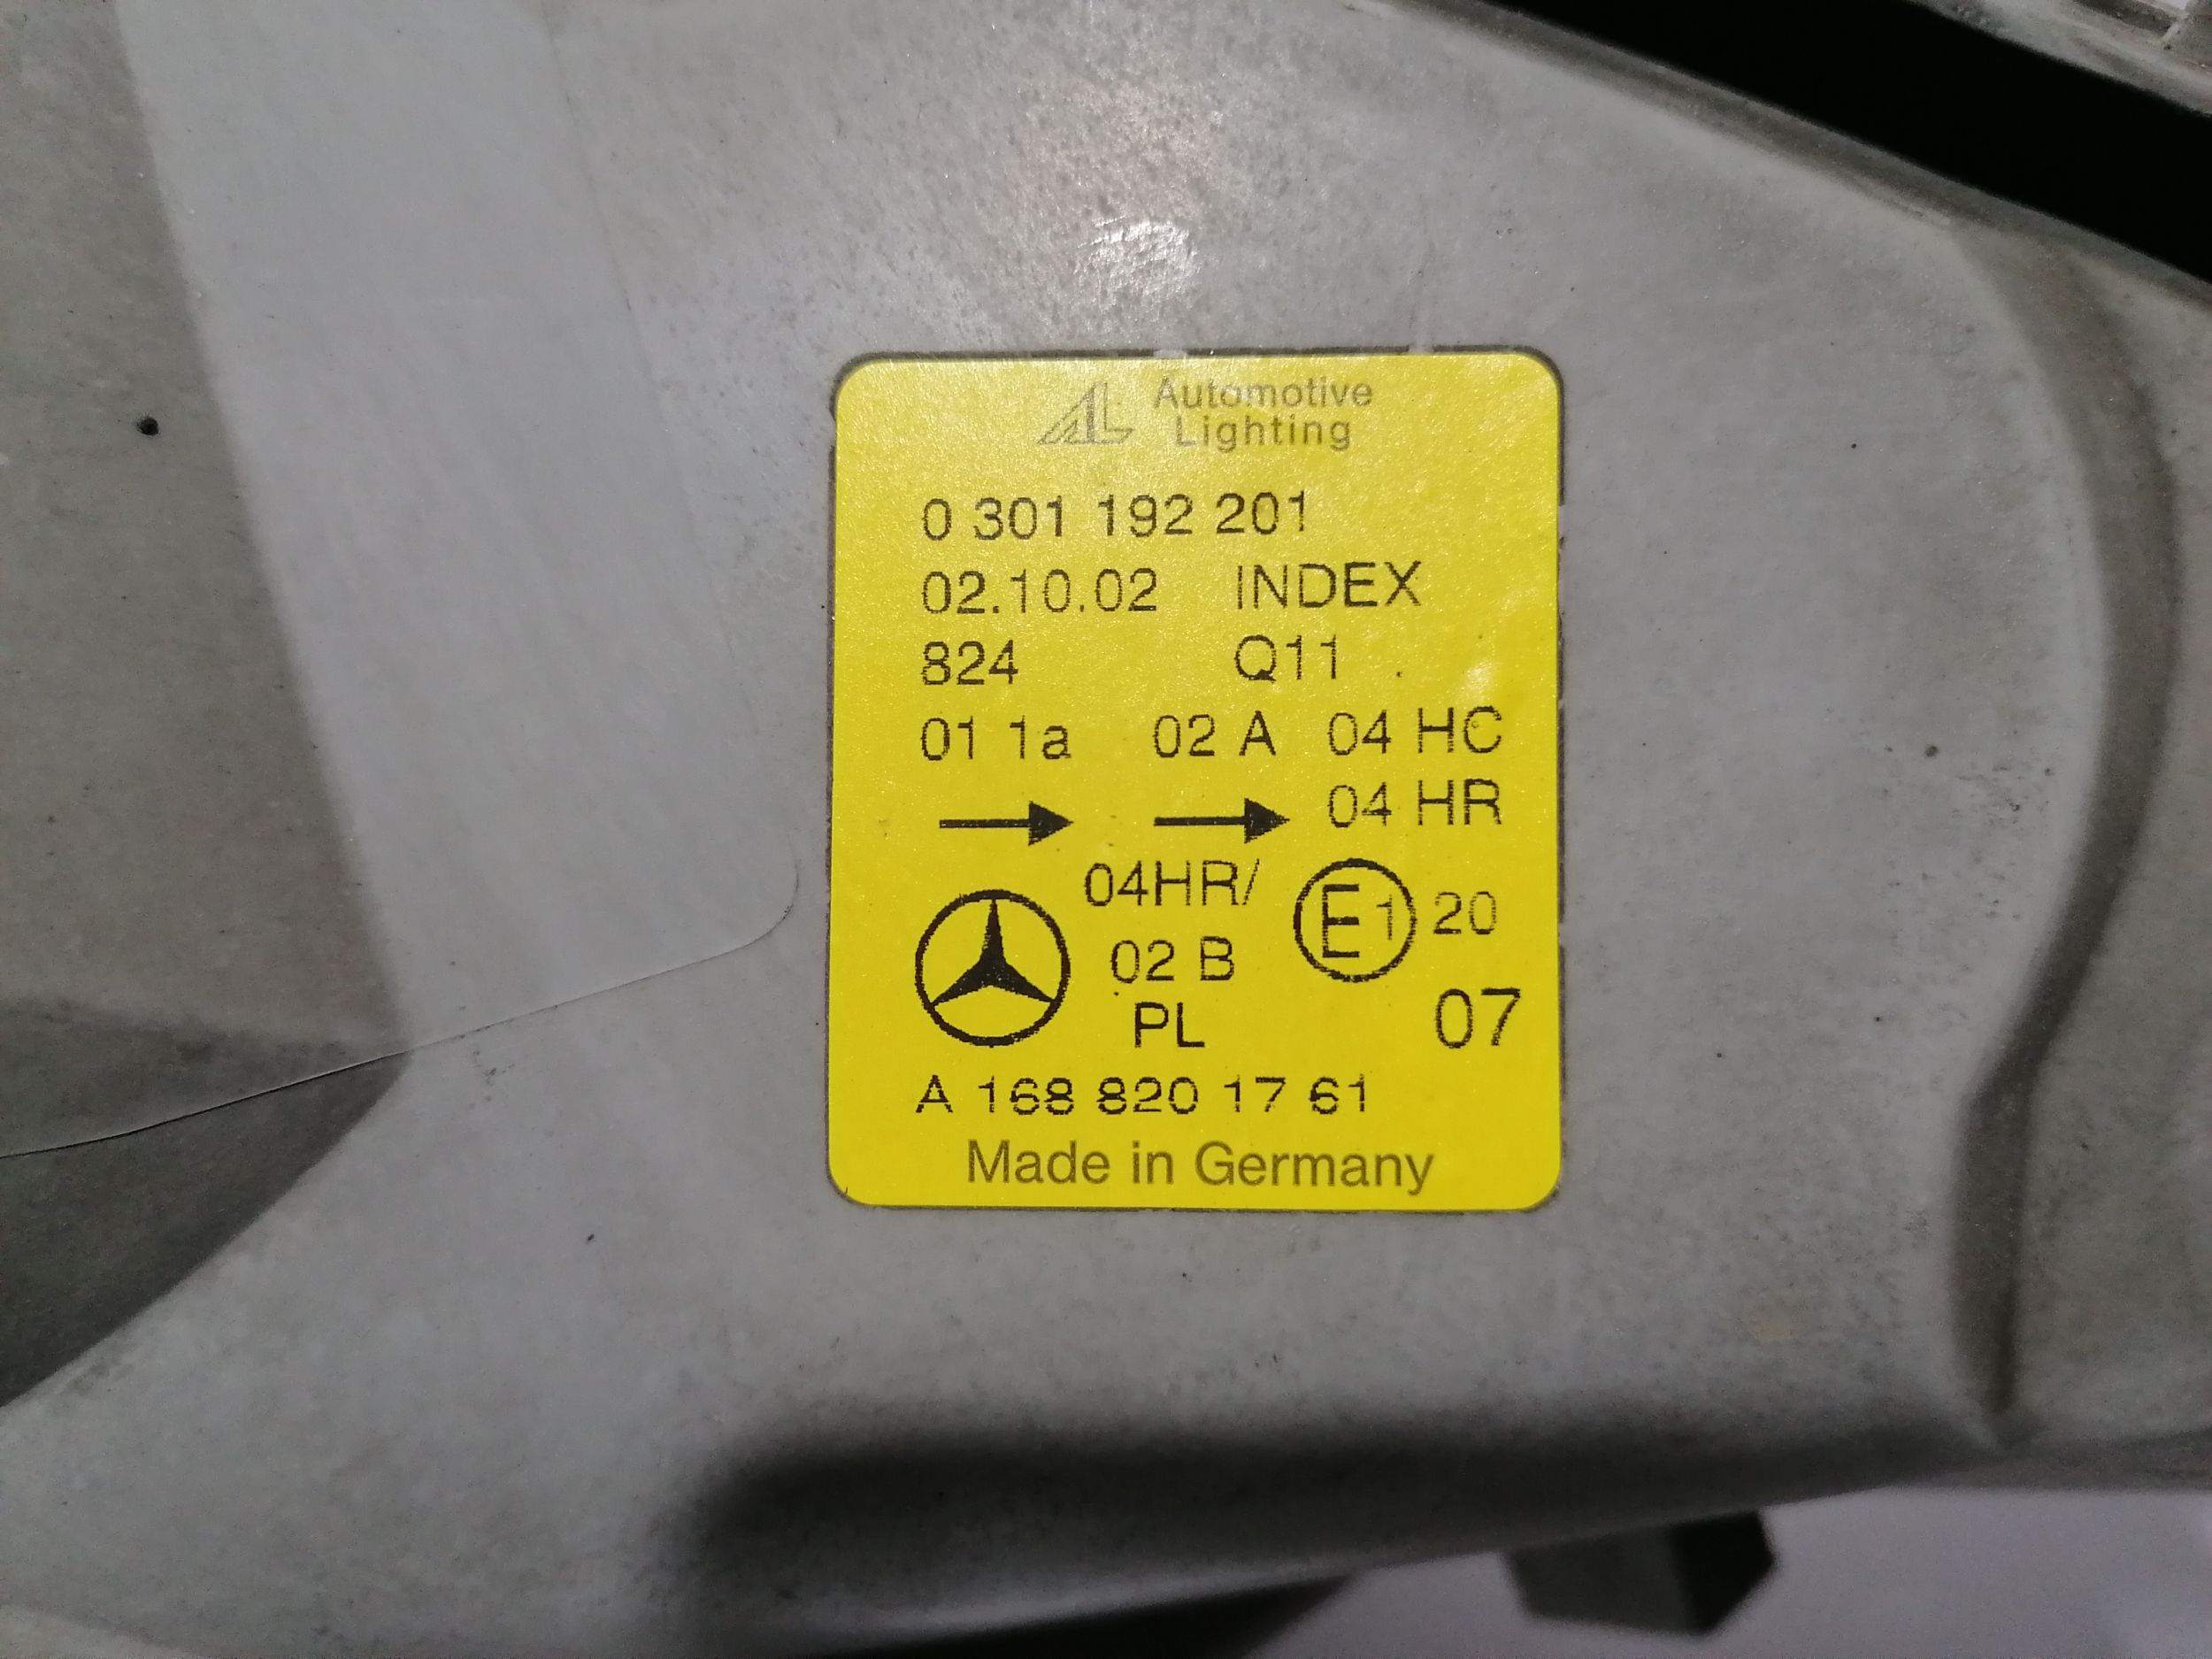 Automotive
Lighting
0 301 192 201
02.10.02 INDEX
824 Q11
01 1a 02 A 04 HC
04 HR
04HR/ E1 20
02 B
PL 07
A 168 820 17 61
Made in Germany